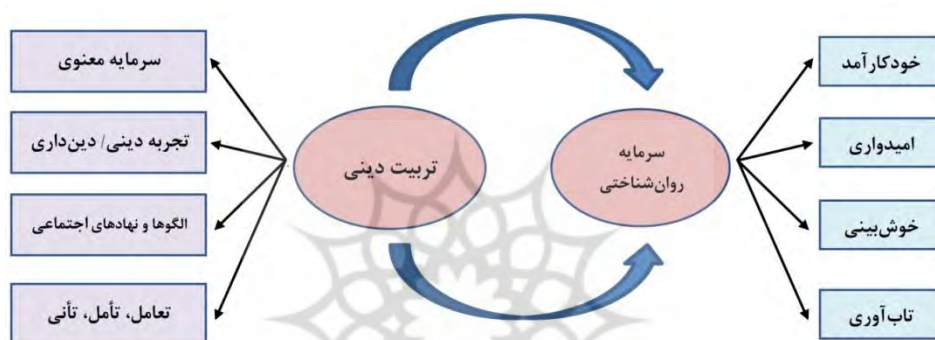 سرمایه معنوی
تجربه دینی/ دین‌داری
الگوها و نهادهای اجتماعی
تعامل، تأمل، تأنی
تربیت دینی
سرمایه
روان‌شناختی
خودکارآمد
امیدواری
خوش‌بینی
تاب‌آوری